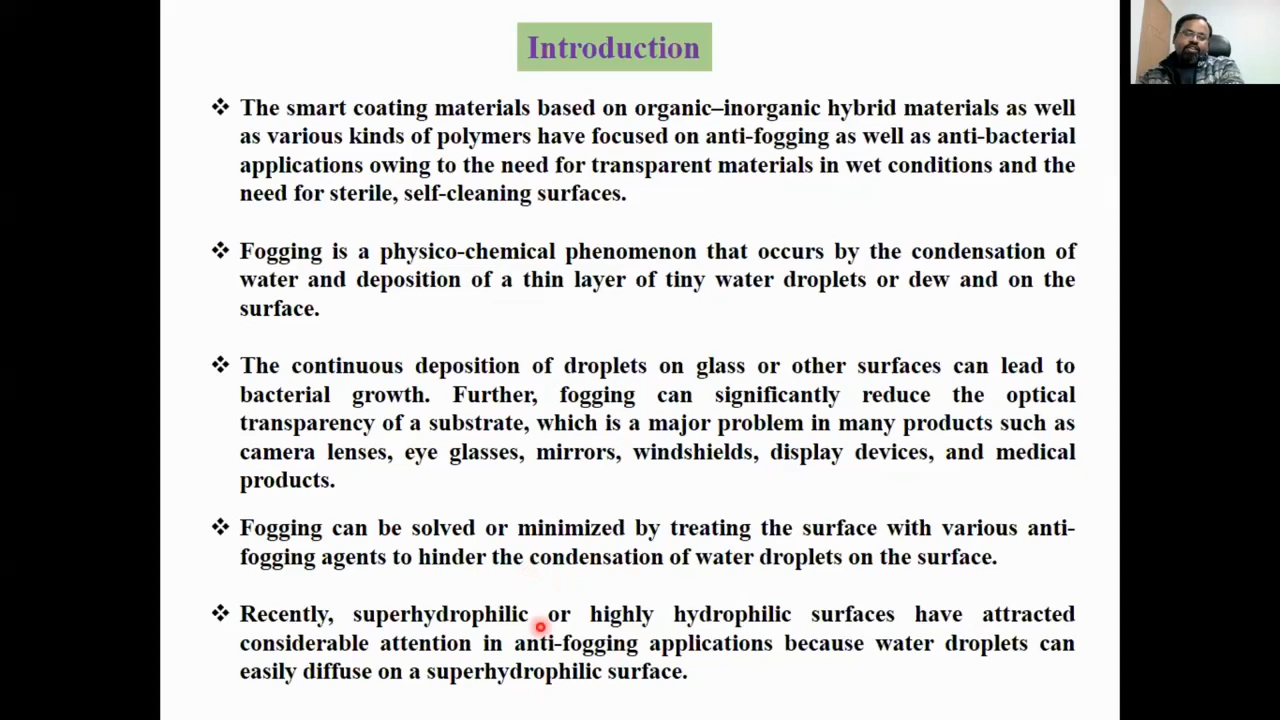 Introduction
❖ The smart coating materials based on organic–inorganic hybrid materials as well
as various kinds of polymers have focused on anti-fogging as well as anti-bacterial
applications owing to the need for transparent materials in wet conditions and the
need for sterile, self-cleaning surfaces.
❖ Fogging is a physico-chemical phenomenon that occurs by the condensation of
water and deposition of a thin layer of tiny water droplets or dew and on the
surface.
❖ The continuous deposition of droplets on glass or other surfaces can lead to
bacterial growth. Further, fogging can significantly reduce the optical
transparency of a substrate, which is a major problem in many products such as
camera lenses, eye glasses, mirrors, windshields, display devices, and medical
products.
❖ Fogging can be solved or minimized by treating the surface with various anti-
fogging agents to hinder the condensation of water droplets on the surface.
❖ Recently, superhydrophilic or highly hydrophilic surfaces have attracted
considerable attention in anti-fogging applications because water droplets can
easily diffuse on a superhydrophilic surface.